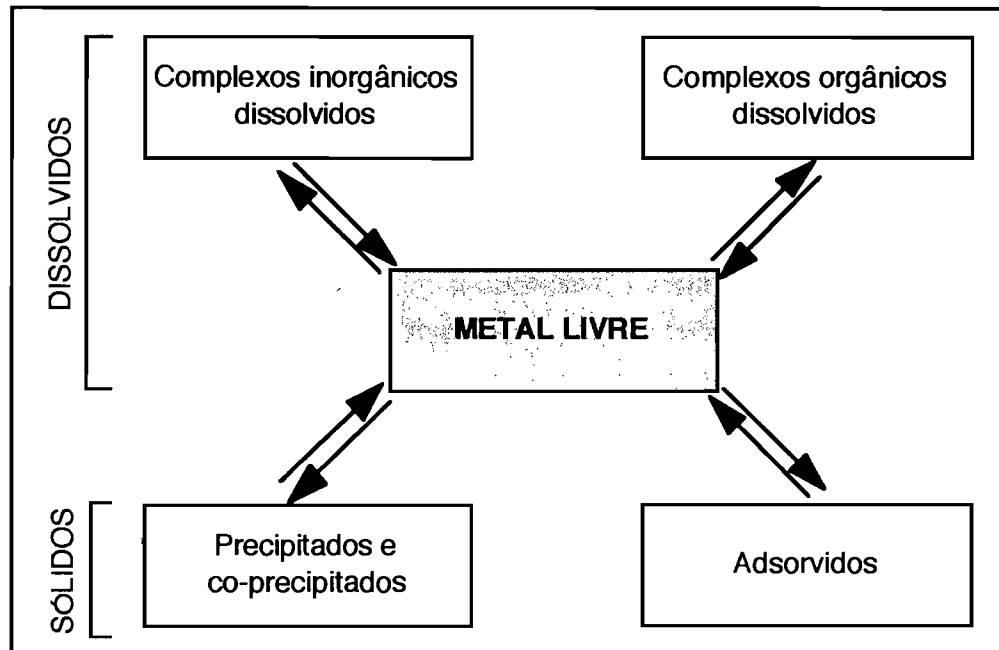 DISSOLVIDOS
Complexos inorgânicos
dissolvidos
Complexos orgânicos
dissolvidos
METAL LIVRE
SÓLIDOS
Precipitados e
co-precipitados
Adsorvidos